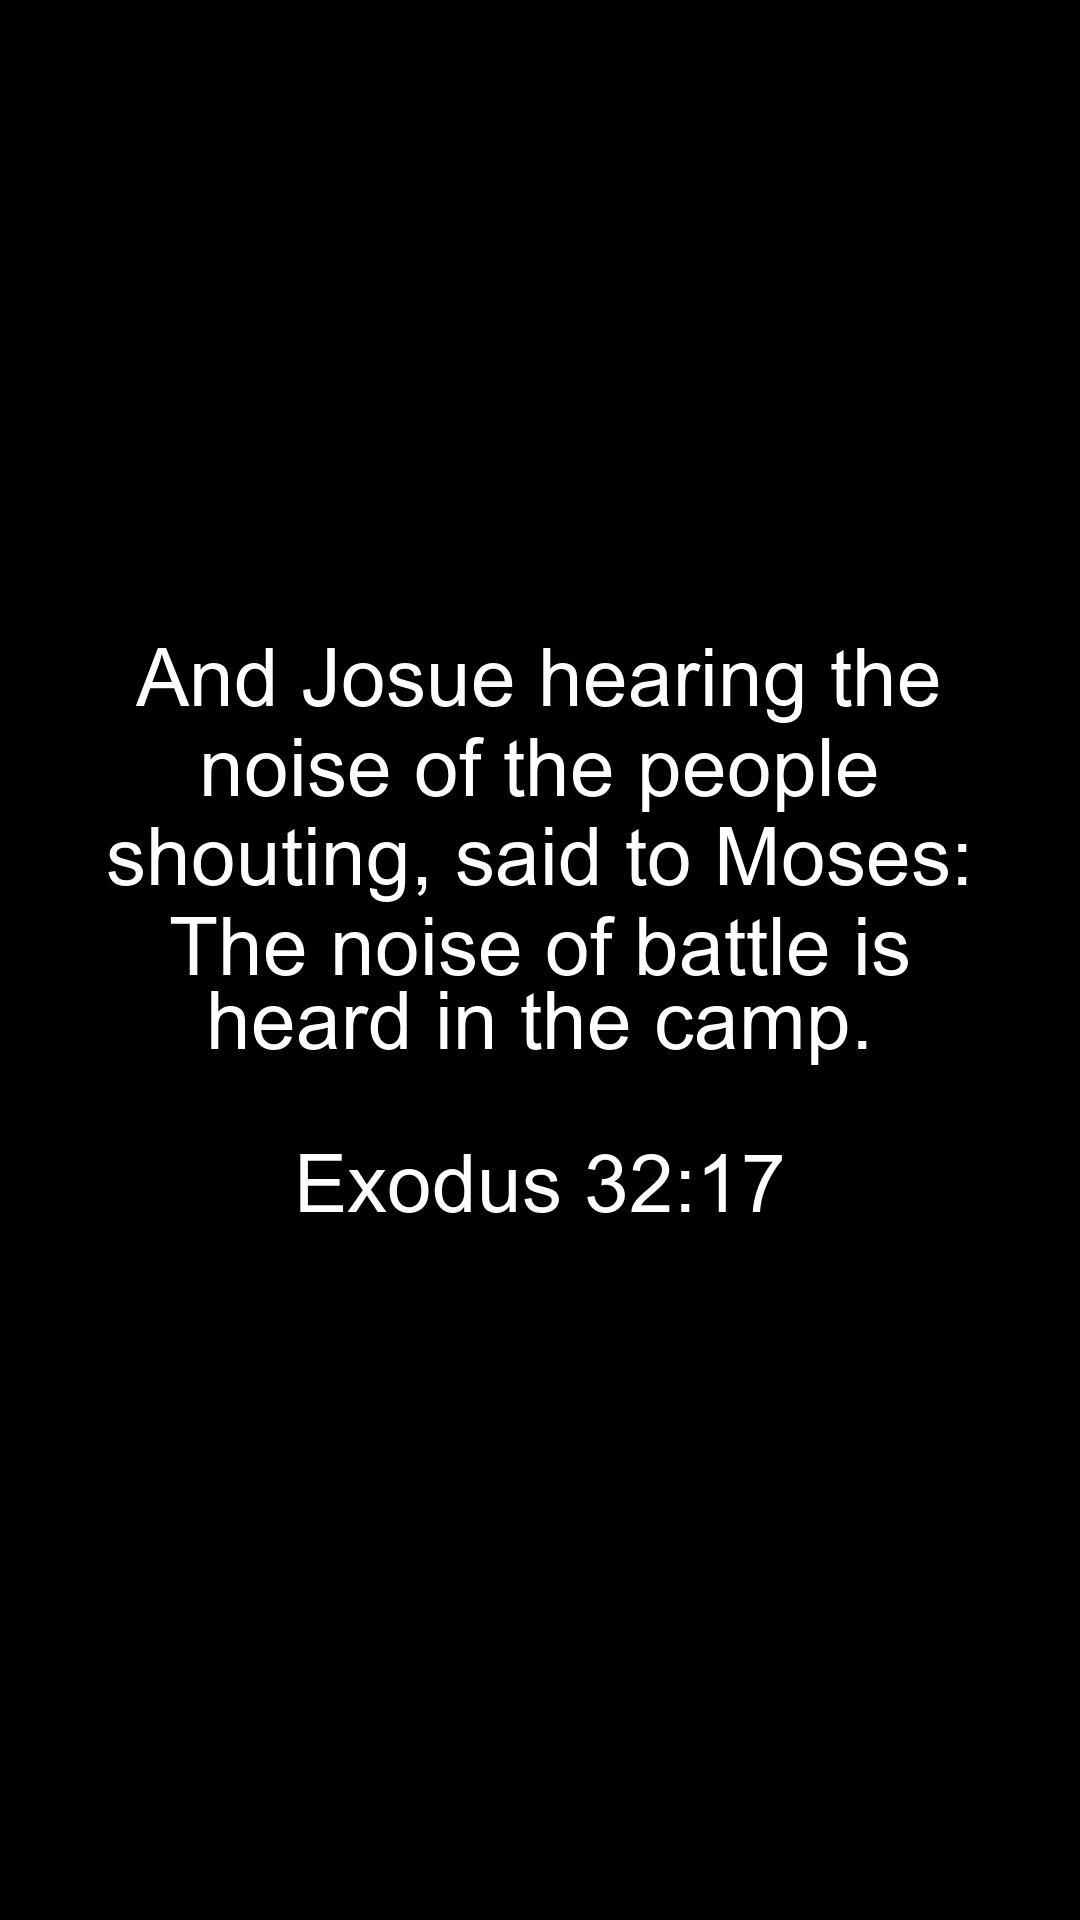 And Josue hearing the
noise of the people
shouting, said to Moses:
The noise of battle is
heard in the camp.
Exodus 32:17